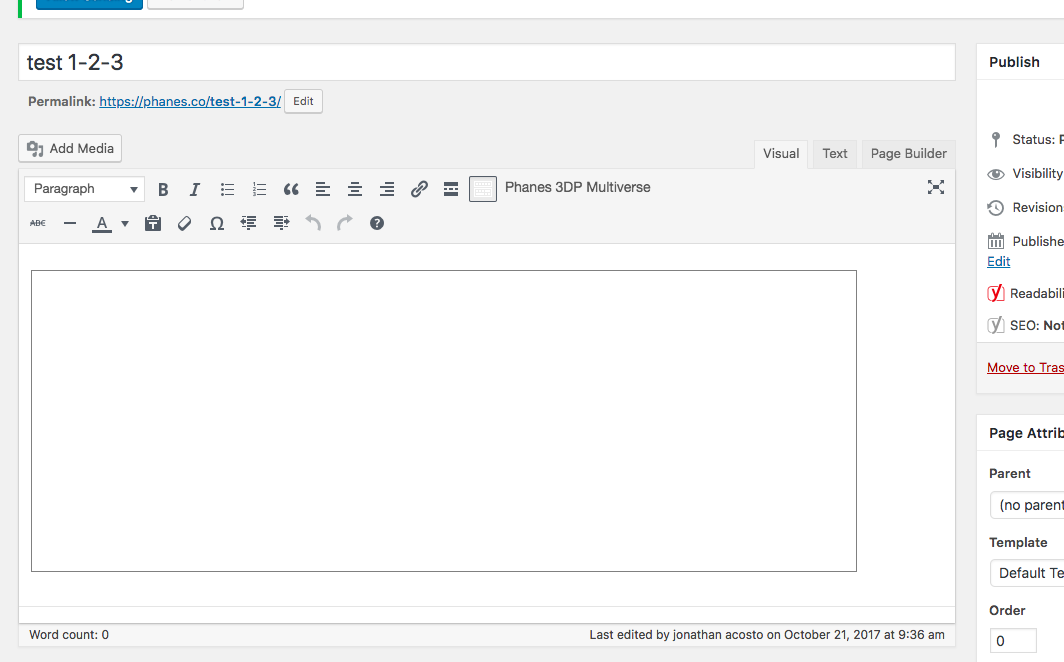 test 1-2-3
Publish
Permalink: https://phanes.co/test-1-2-3/ Edit
Add Media
Visual Text Page Builder
Status:
Visibility
Paragraph B I Phanes 3DP Multiverse
Revision
ABC A Ω
Publishe
Edit
Readabili
SEO: Not
Move to Tras
Page Attrib
Parent
(no parent
Template
Default Te
Order
0
Word count: 0
Last edited by jonathan acosto on October 21, 2017 at 9:36 am